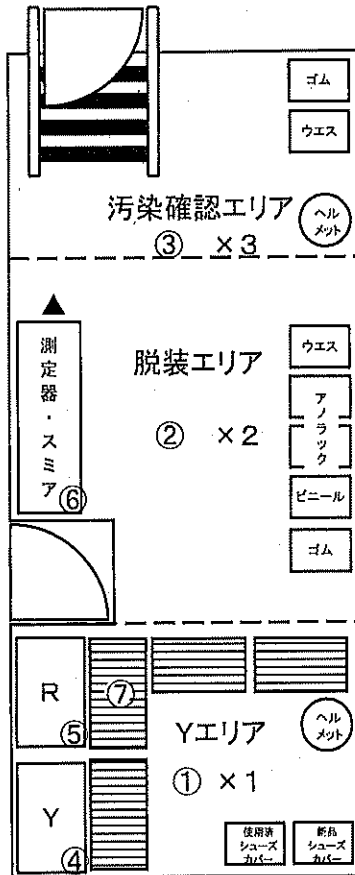 ゴム
ウエス
汚染確認エリア
ヘル
メット
③ ×3
測定器・スミア
⑥
脱装エリア
② ×2
ウエス
アノラック
ビニール
ゴム
R
⑤
⑦
Yエリア
ヘル
メット
① ×1
Y
④
使用済
シューズ
カバー
新品
シューズ
カバー